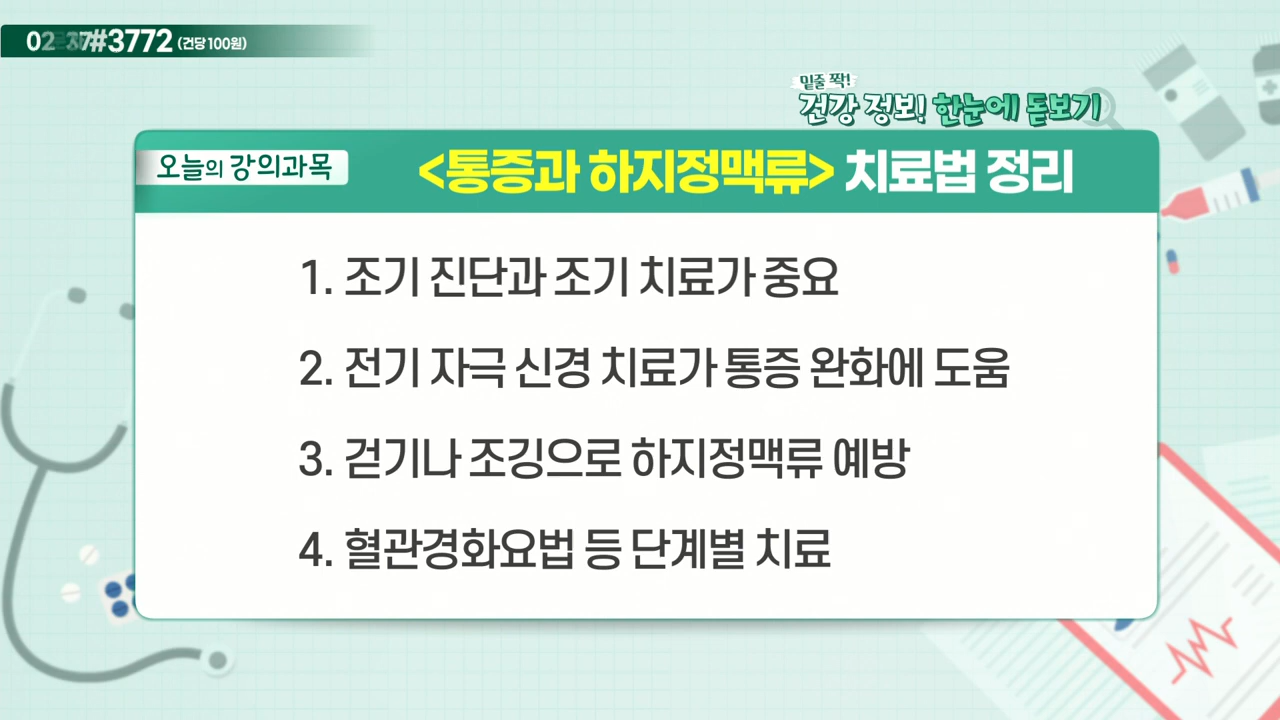 #3772 (건당 100원)
밑줄 쫙!
건강 정보! 한눈에 돋보기
오늘의 강의과목
<통증과 하지정맥류> 치료법 정리
1. 조기 진단과 조기 치료가 중요
2. 전기 자극 신경 치료가 통증 완화에 도움
3. 걷기나 조깅으로 하지정맥류 예방
4. 혈관경화요법 등 단계별 치료